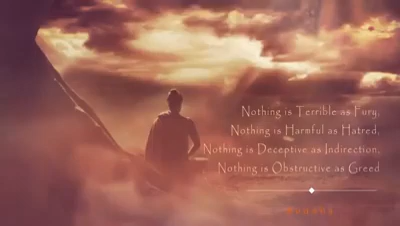 Nothing is Terrible as Fury,
Nothing is Harmful as Hatred,
Nothing is Deceptive as Indirection,
Nothing is Obstructive as Greed